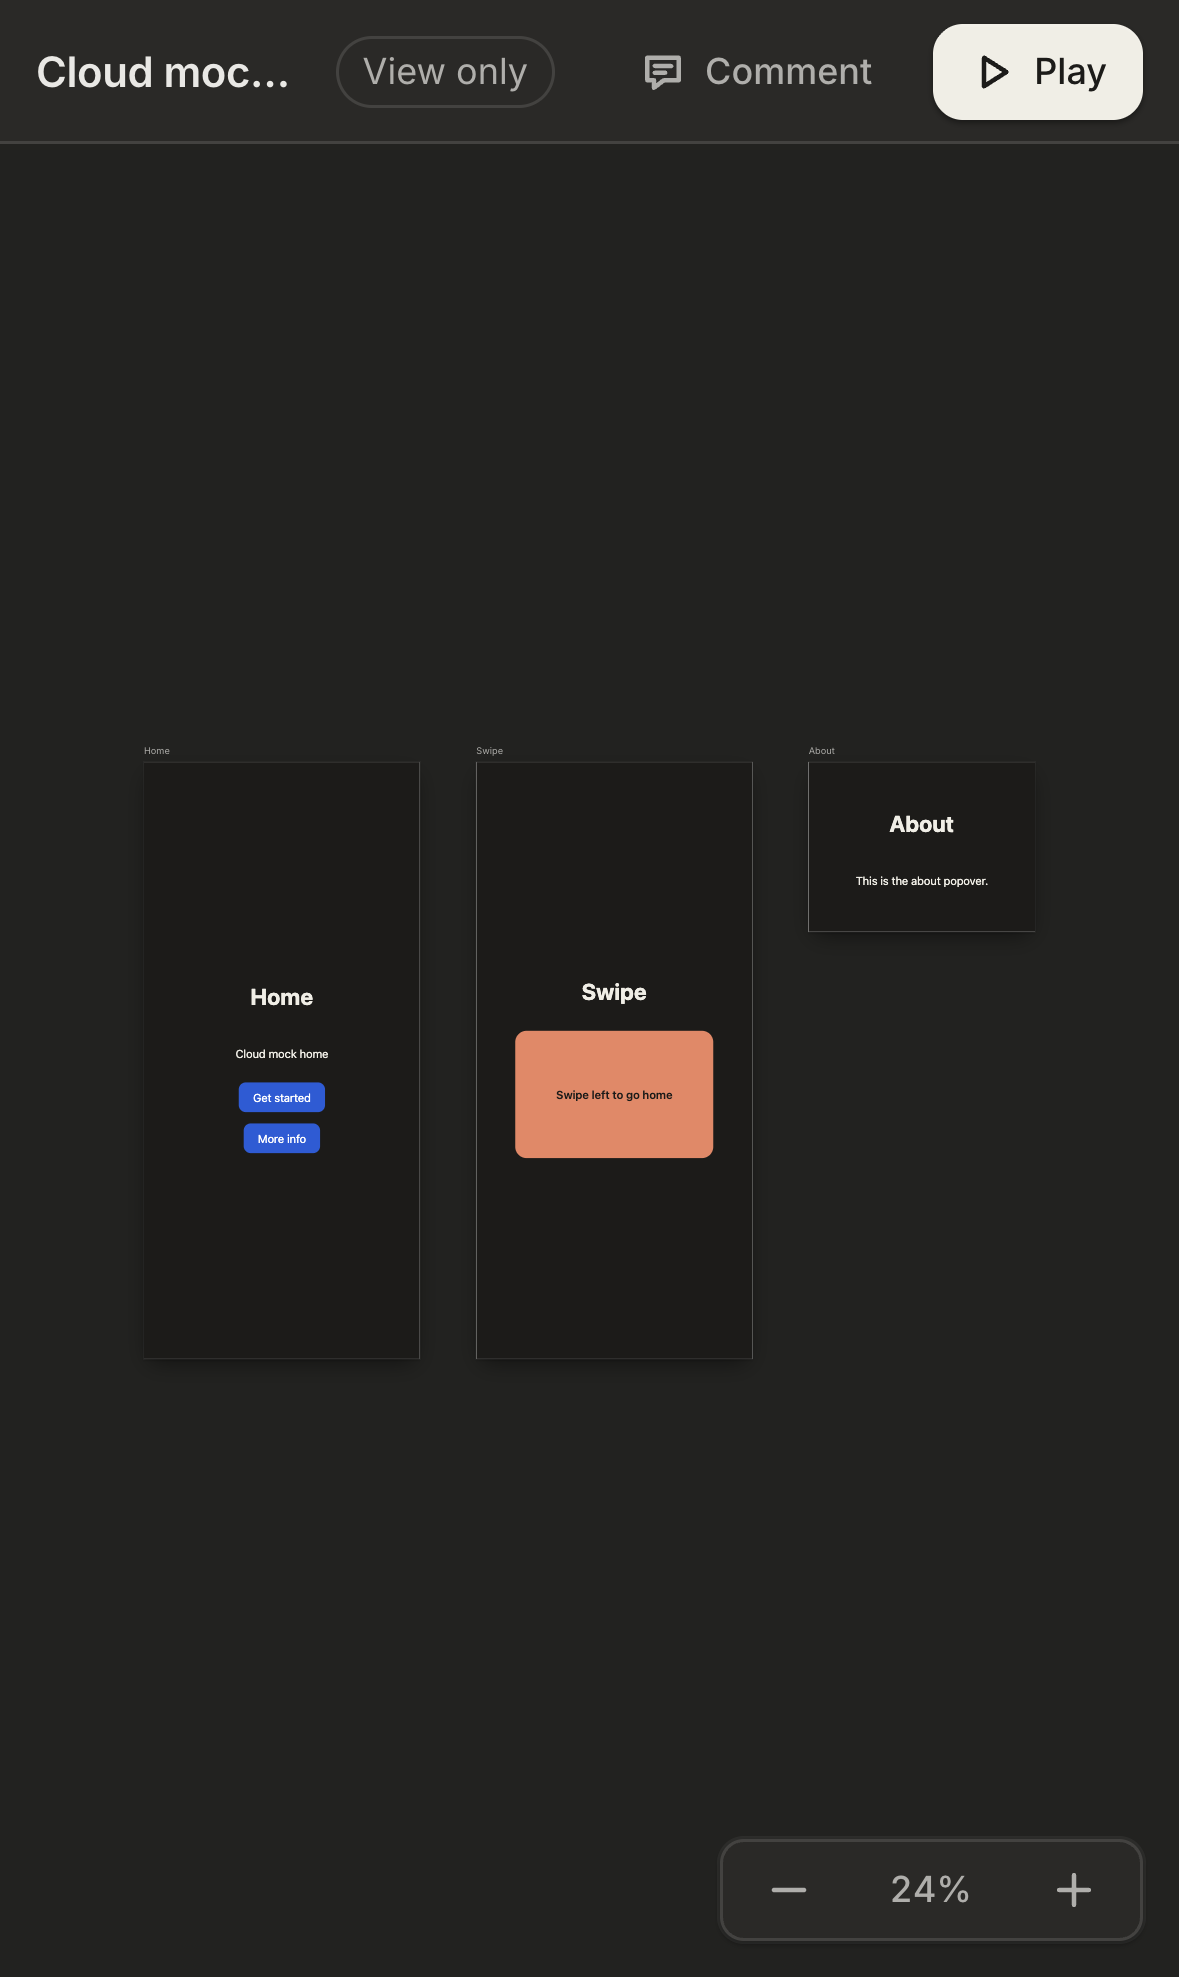 Cloud moc...
View only
Comment
Play
Home
Swipe
About
Home
Cloud mock home
Get started
More info
Swipe
Swipe left to go home
About
This is the about popover.
24%